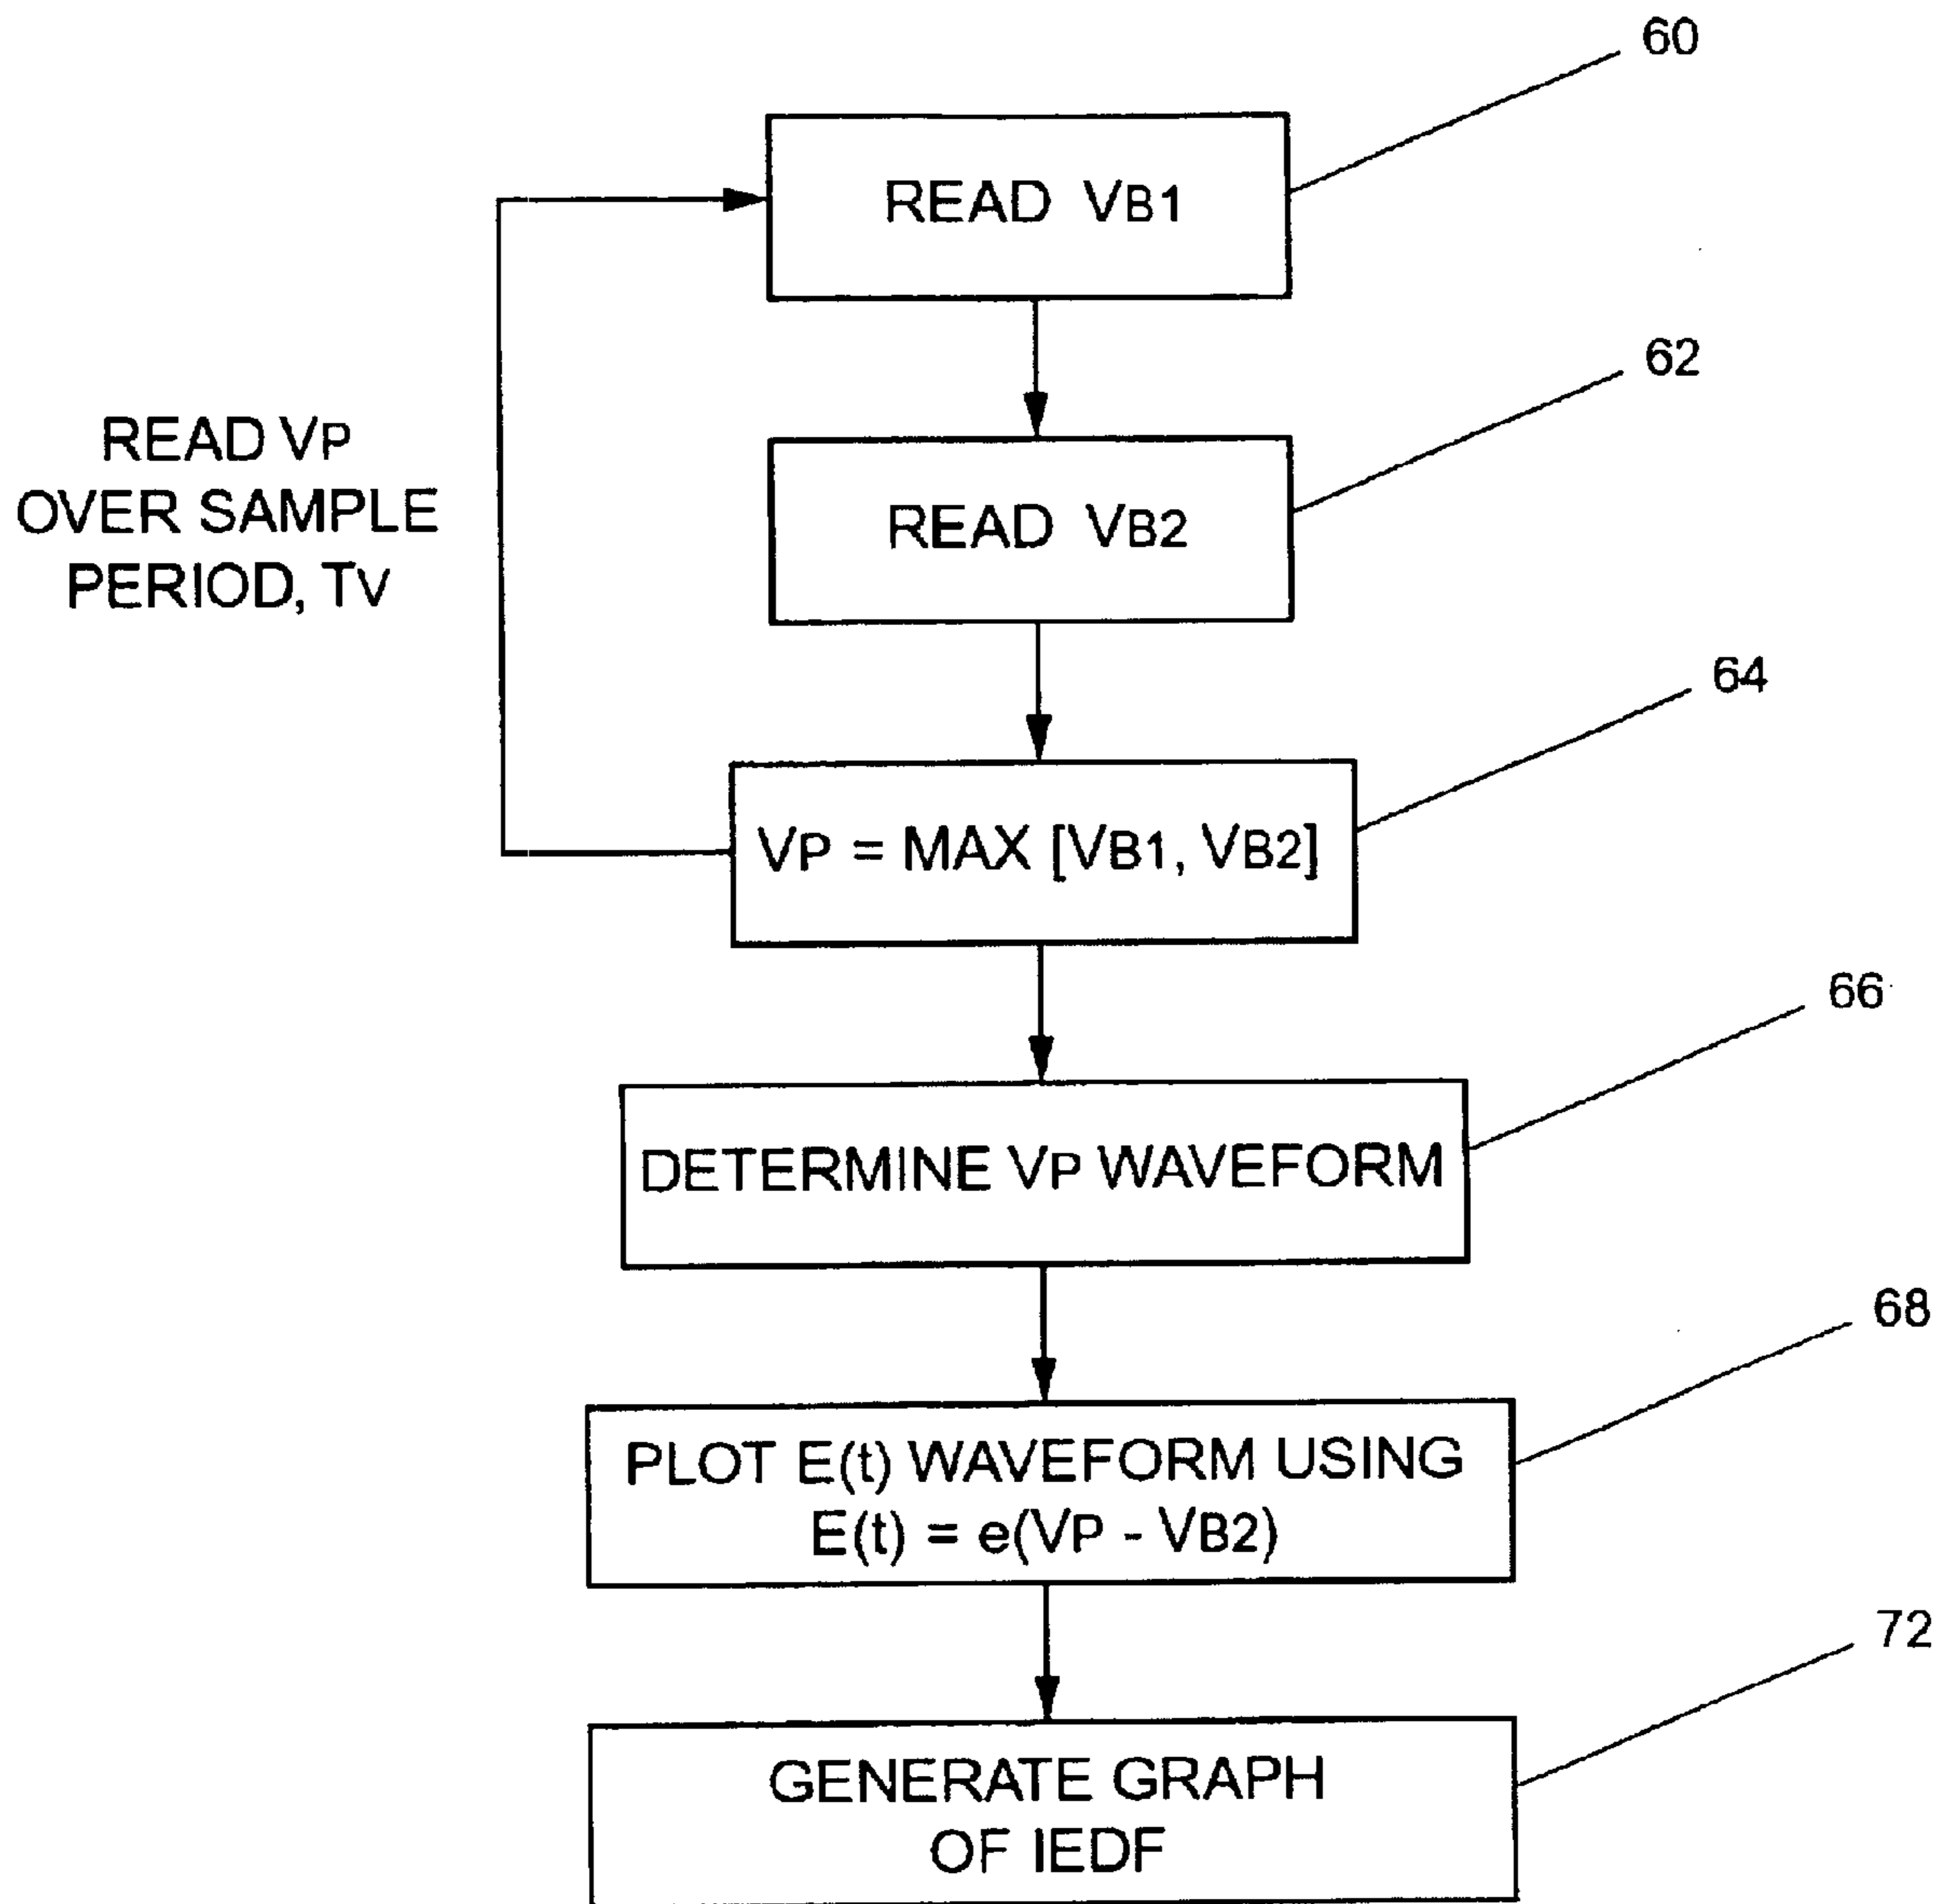 60
READ VB1
62
READ VB2
READ VP
OVER SAMPLE
PERIOD, TV
64
VP = MAX [VB1, VB2]
66
DETERMINE VP WAVEFORM
68
PLOT E(t) WAVEFORM USING
E(t) = e(VP - VB2)
72
GENERATE GRAPH
OF IEDF